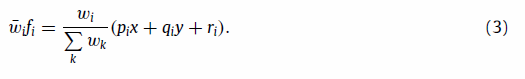 w̄ᵢfᵢ = wᵢ / ∑ₖ wₖ (pᵢx + qᵢy + rᵢ). (3)